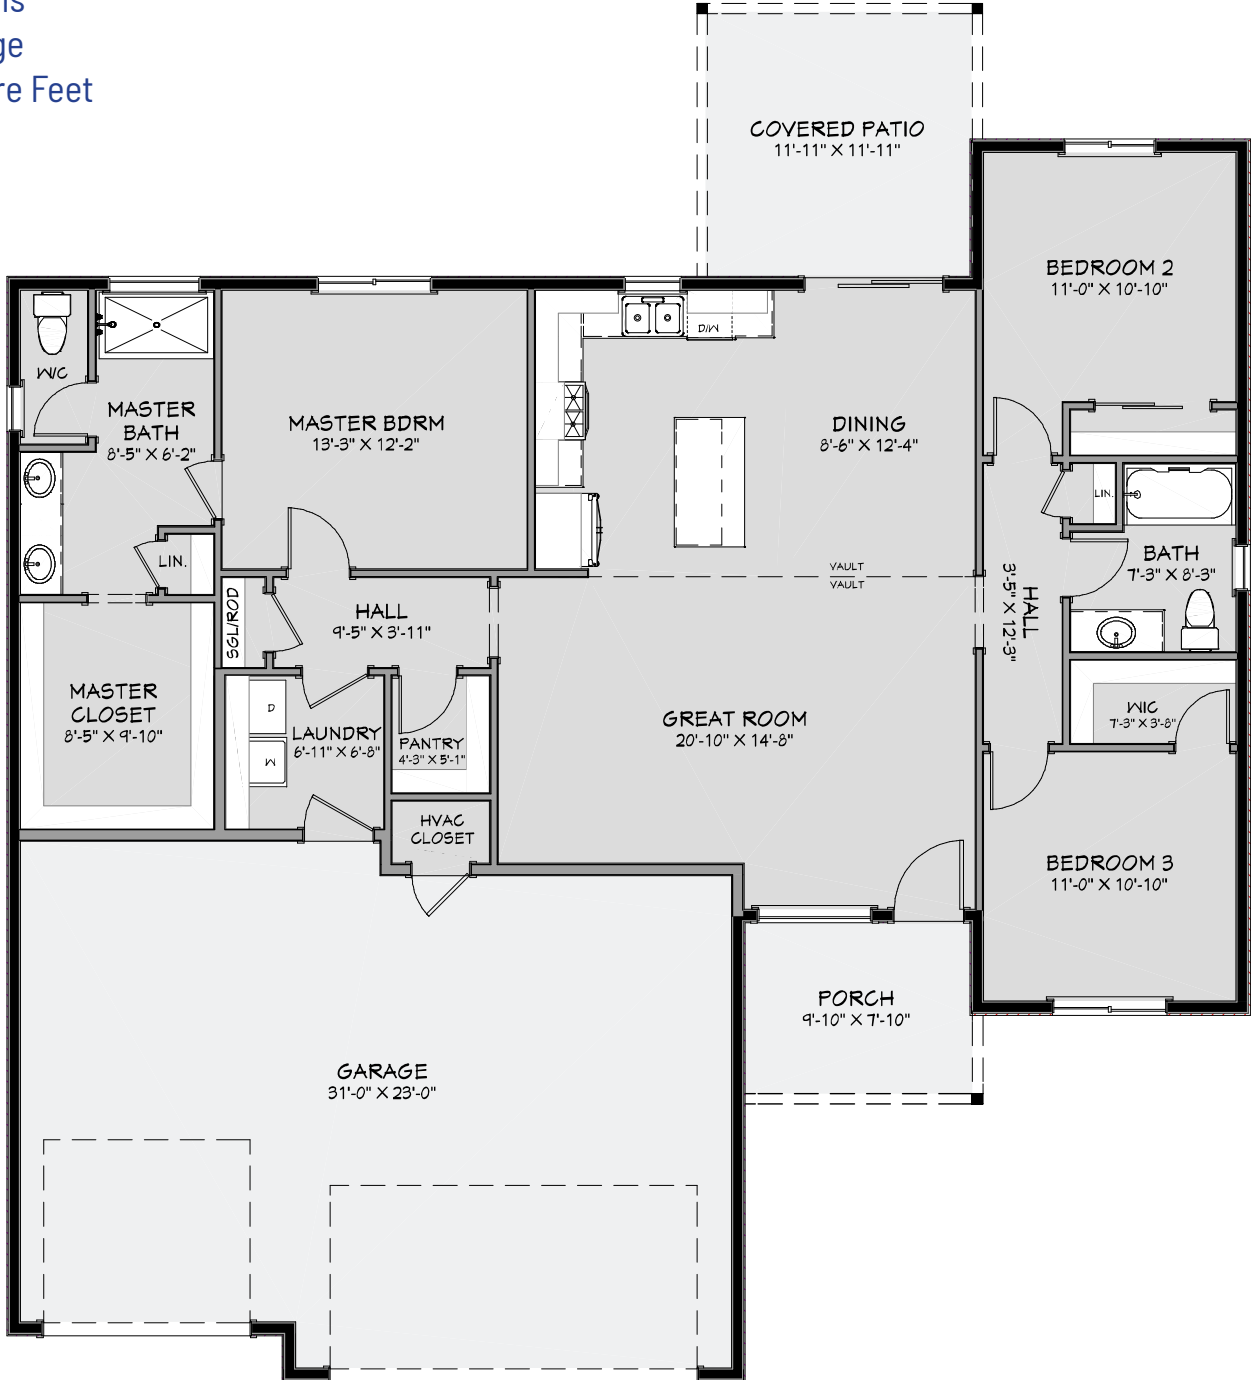 ge
re Feet
COVERED PATIO
11'-11" X 11'-11"
BEDROOM 2
11'-0" X 10'-10"
D/W
W/C
MASTER
BATH
8'-5" X 6'-2"
MASTER BDRM
13'-3" X 12'-2"
DINING
8'-6" X 12'-4"
LIN.
LIN.
BATH
7'-3" X 8'-3"
VAULT
VAULT
HALL
3'-5" X 12'-3"
SGL/ROD
HALL
9'-5" X 3'-11"
MASTER
CLOSET
8'-5" X 9'-10"
D
W
LAUNDRY
6'-11" X 6'-8"
PANTRY
4'-3" X 5'-1"
GREAT ROOM
20'-10" X 14'-8"
WIC
7'-3" X 3'-8"
HVAC
CLOSET
BEDROOM 3
11'-0" X 10'-10"
PORCH
9'-10" X 7'-10"
GARAGE
31'-0" X 23'-0"